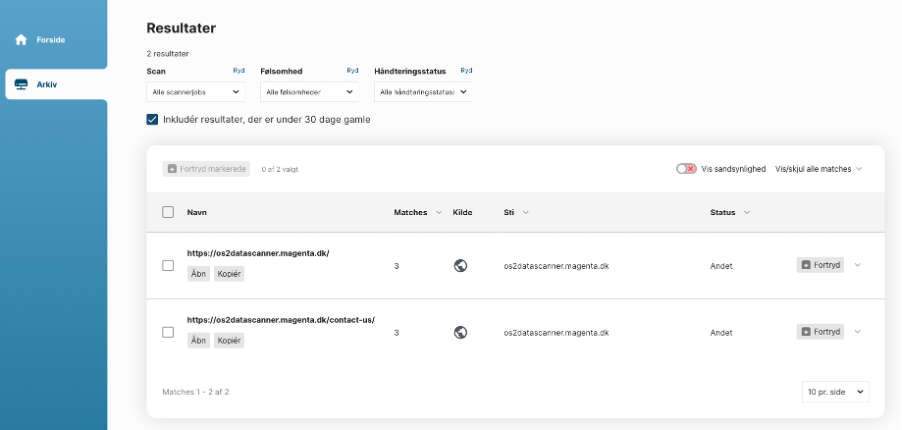 Resultater
Forside
2 resultater
Scan Ryd Følsomhed Ryd Håndteringsstatus Ryd
Arkiv
Alle scannerjobs Alle følsomheder Alle håndteringsstatus
Inkludér resultater, der er under 30 dage gamle
Fortryd markerede 0 af 2 valgt Vis sandsynlighed Vis/skjul alle matches
Navn Matches Kilde Sti Status
https://os2datascanner.magenta.dk/
Åbn Kopiér 3 os2datascanner.magenta.dk Andet Fortryd
https://os2datascanner.magenta.dk/contact-us/
Åbn Kopiér 3 os2datascanner.magenta.dk Andet Fortryd
Matches 1 - 2 af 2 10 pr. side